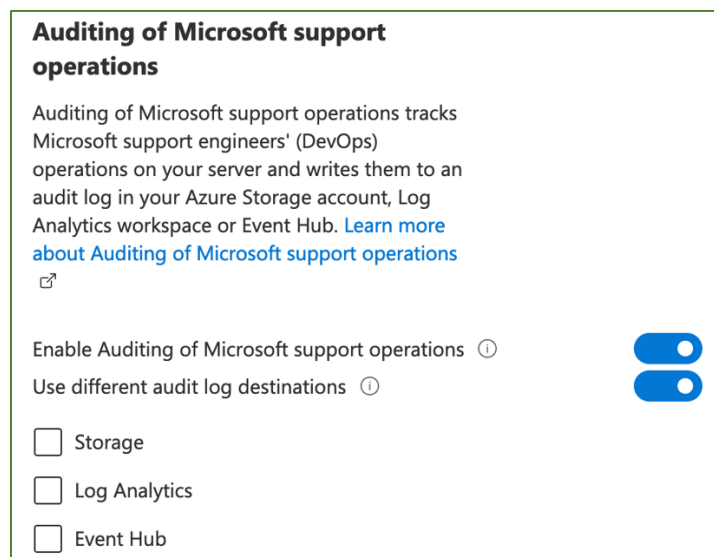 Auditing of Microsoft support
operations
Auditing of Microsoft support operations tracks
Microsoft support engineers' (DevOps)
operations on your server and writes them to an
audit log in your Azure Storage account, Log
Analytics workspace or Event Hub. Learn more
about Auditing of Microsoft support operations
Enable Auditing of Microsoft support operations
Use different audit log destinations
Storage
Log Analytics
Event Hub